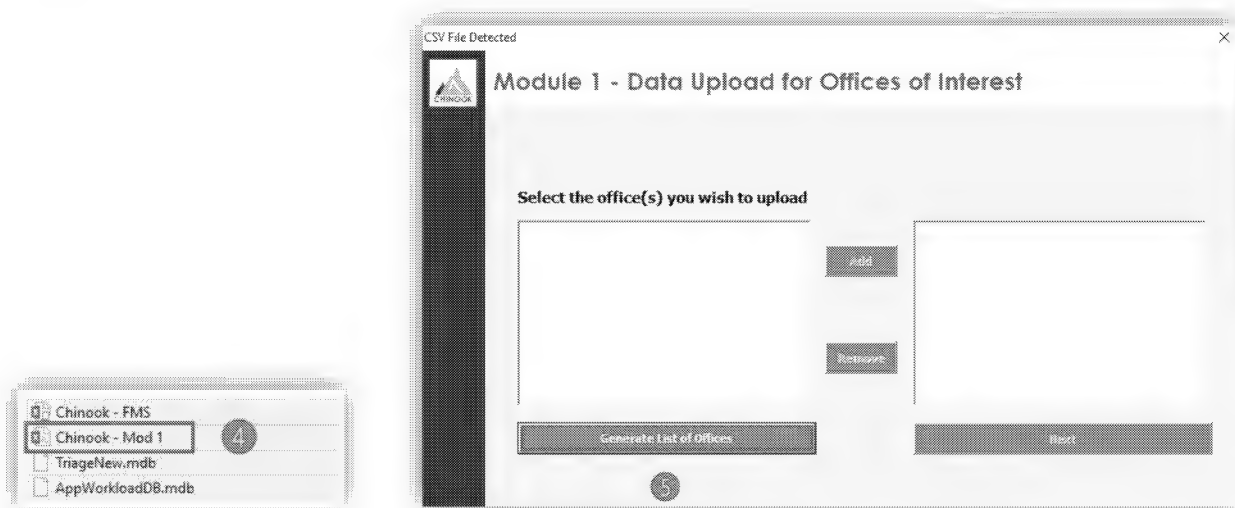 CSV File Detected
CHINOOK
Module 1 - Data Upload for Offices of Interest
Select the office(s) you wish to upload
Add
Remove
Generate List of Offices
Next
5
Chinook - FMS
Chinook - Mod 1
4
TriageNew.mdb
AppWorkloadDB.mdb